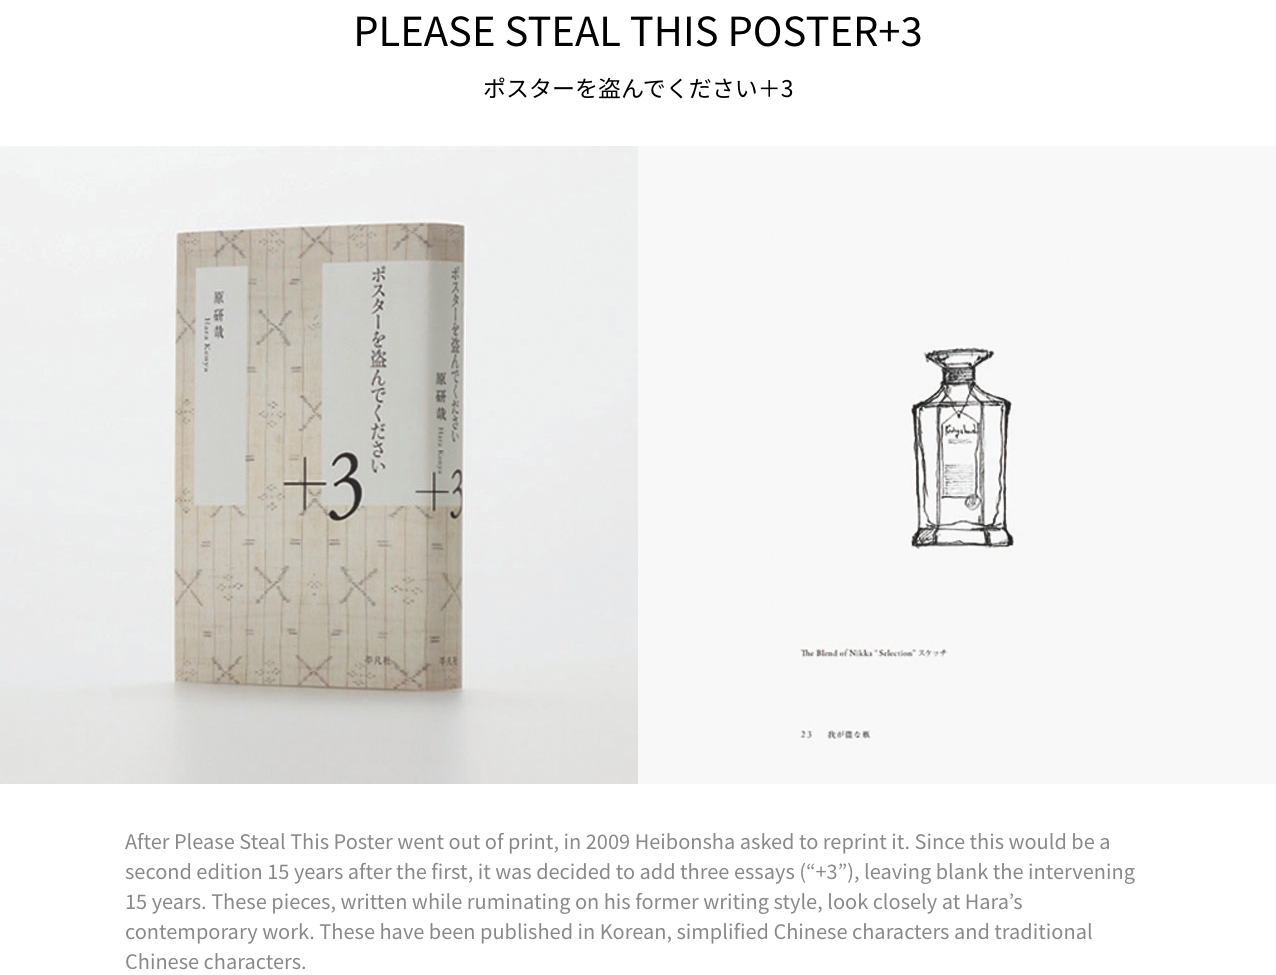 PLEASE STEAL THIS POSTER+3
ポスターを盗んでください＋3
原研哉
Hara Kenya
ポスターを盗んでください
+3
平凡社
ポスターを盗んでください
原研哉
Hara Kenya
+3
平凡社
The Blend of Nikka “Selection” スケッチ
23 我が儘な瓶
After Please Steal This Poster went out of print, in 2009 Heibonsha asked to reprint it. Since this would be a
second edition 15 years after the first, it was decided to add three essays (“+3”), leaving blank the intervening
15 years. These pieces, written while ruminating on his former writing style, look closely at Hara’s
contemporary work. These have been published in Korean, simplified Chinese characters and traditional
Chinese characters.